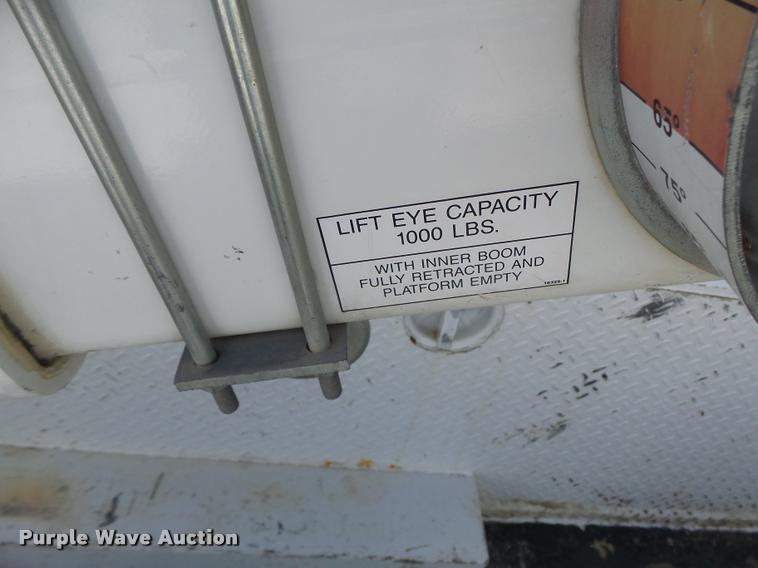 65°
75°
LIFT EYE CAPACITY
1000 LBS.
WITH INNER BOOM
FULLY RETRACTED AND
PLATFORM EMPTY
Purple Wave Auction